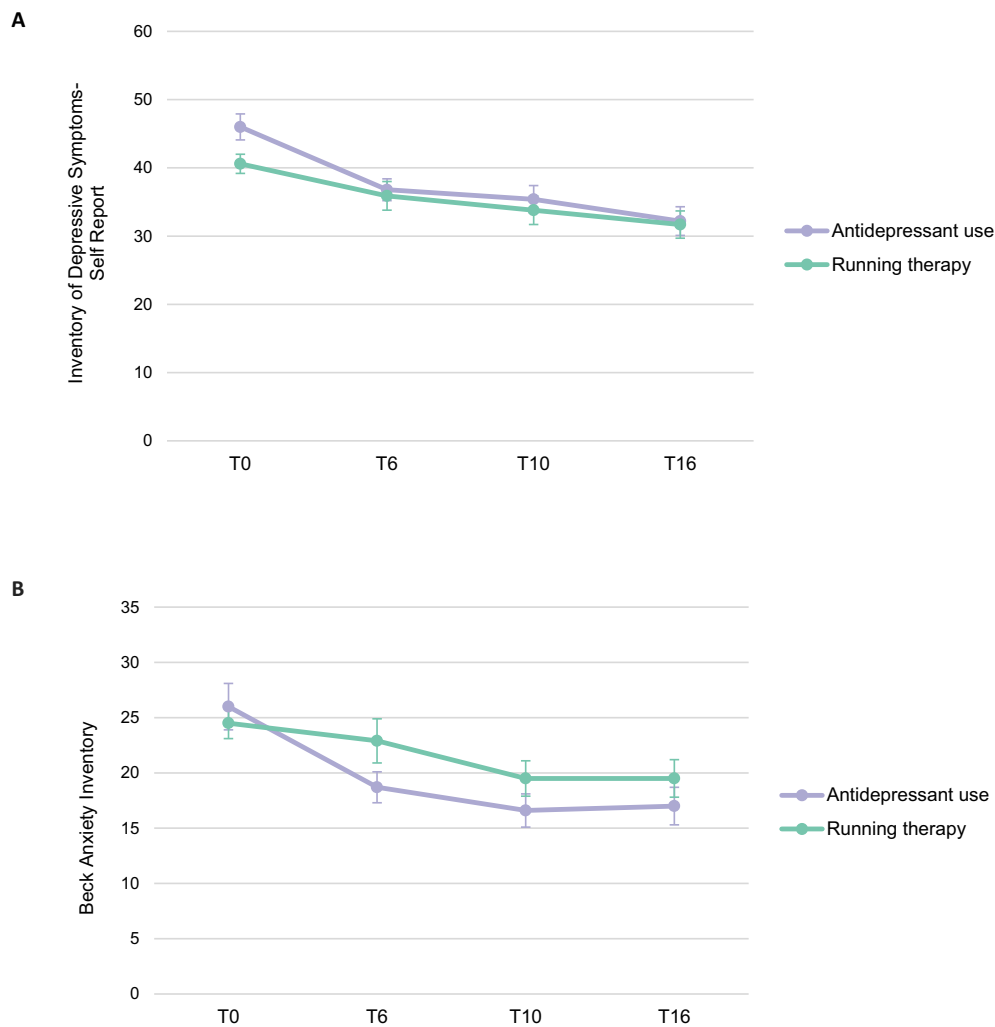 A
60
50
40
30
20
10
0
Inventory of Depressive Symptoms-
Self Report
T0 T6 T10 T16
Antidepressant use
Running therapy
B
35
30
25
20
15
10
5
0
Beck Anxiety Inventory
T0 T6 T10 T16
Antidepressant use
Running therapy